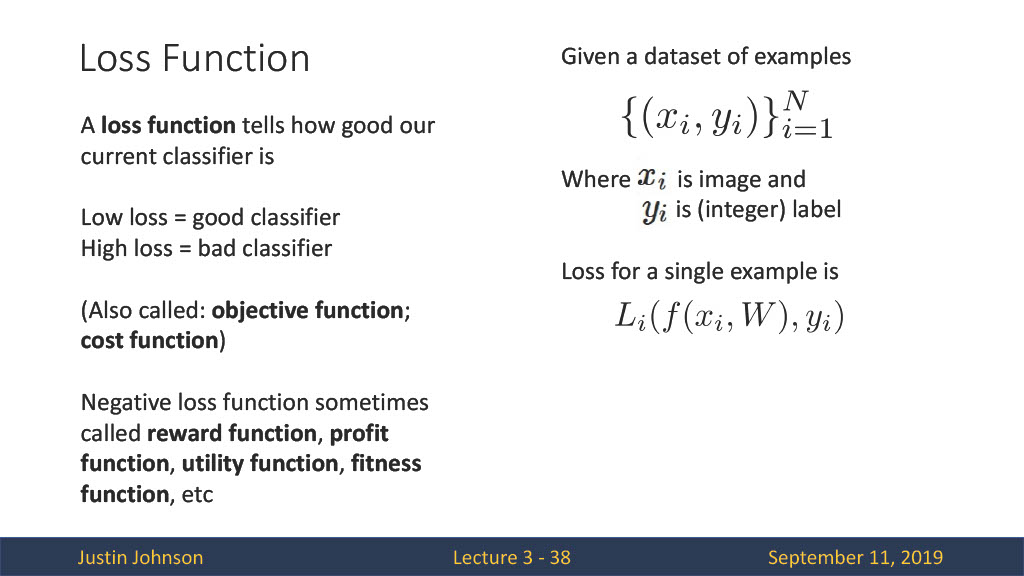 Loss Function
A loss function tells how good our
current classifier is
Low loss = good classifier
High loss = bad classifier
(Also called: objective function;
cost function)
Negative loss function sometimes
called reward function, profit
function, utility function, fitness
function, etc
Given a dataset of examples
$\{(x_i, y_i)\}_{i=1}^{N}$
Where $x_i$ is image and
$y_i$ is (integer) label
Loss for a single example is
$L_i(f(x_i, W), y_i)$
Justin Johnson
Lecture 3 - 38
September 11, 2019